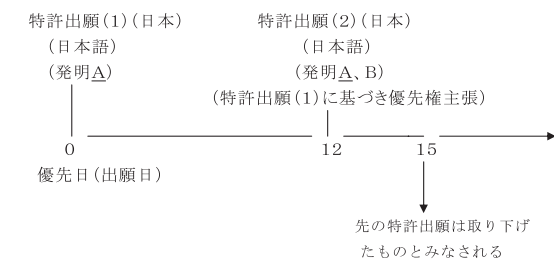 特許出願(1)(日本)
(日本語)
(発明A)
特許出願(2)(日本)
(日本語)
(発明A、B)
(特許出願(1)に基づき優先権主張)
0
12
15
優先日(出願日)
先の特許出願は取り下げ
たものとみなされる